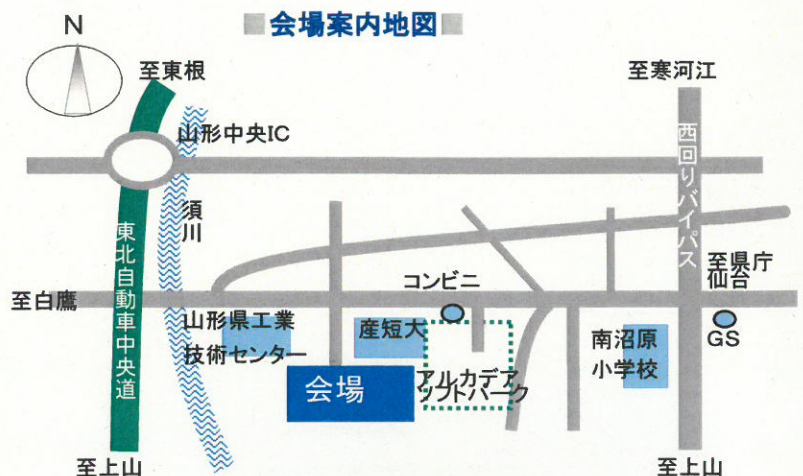 会場案内地図
N
至東根
至寒河江
山形中央IC
西回りバイパス
須川
東北自動車中央道
至県庁
仙台
コンビニ
至白鷹
山形県工業
技術センター
産短大
南沼原
小学校
GS
会場
アルカデア
ソフトパーク
至上山
至上山